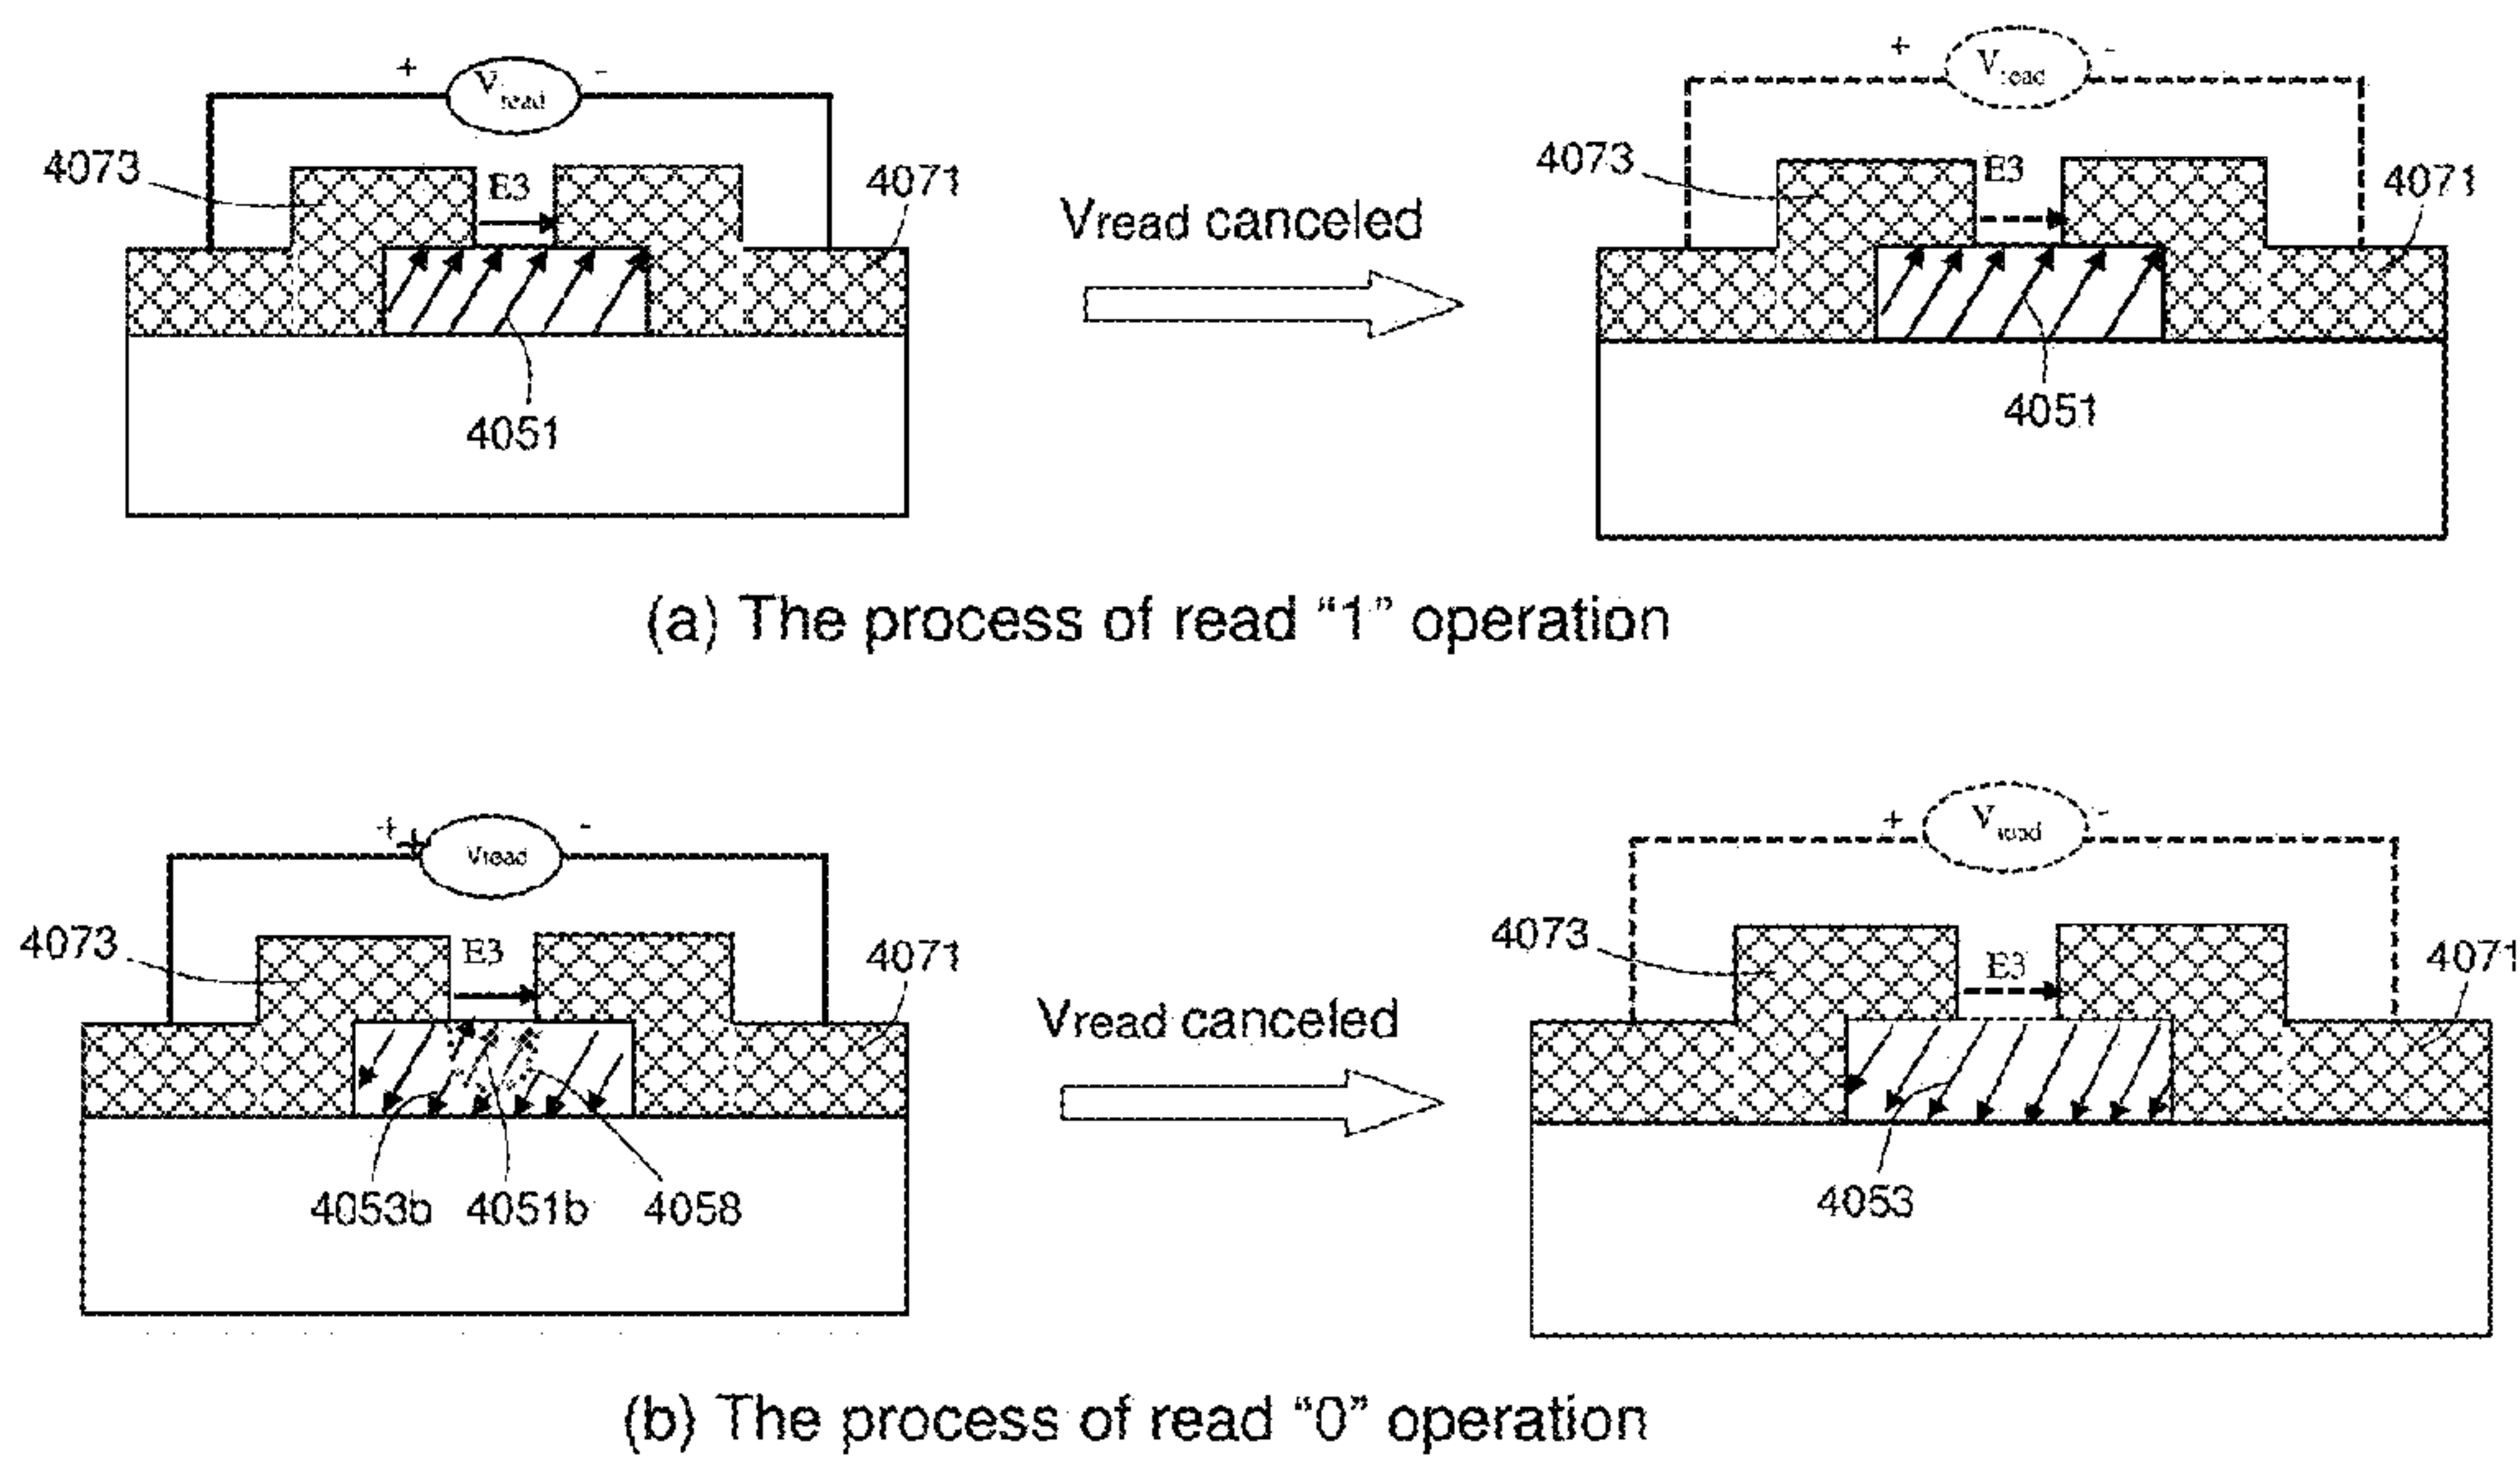 + Vread -
4073 E3 4071
4051
Vread canceled
+ Vread -
4073 E3 4071
4051
(a) The process of read “1” operation
+ + Vread -
4073 E3 4071
4053b 4051b 4058
Vread canceled
+ Vread -
4073 E3 4071
4053
(b) The process of read “0” operation